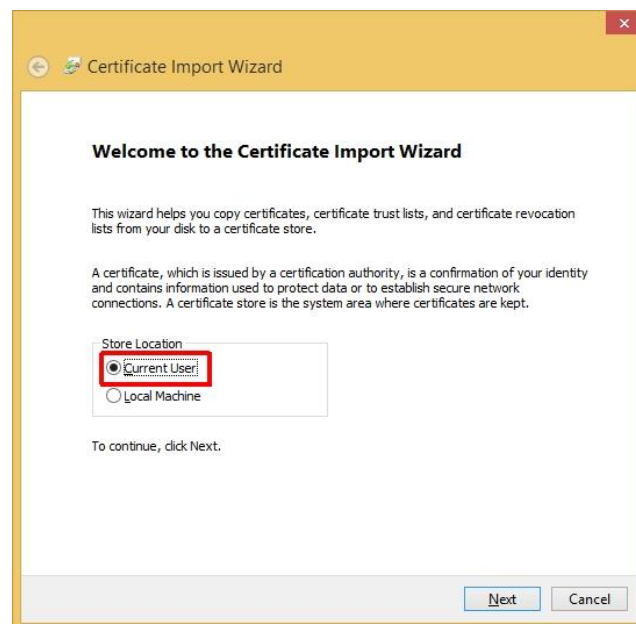 Certificate Import Wizard
Welcome to the Certificate Import Wizard
This wizard helps you copy certificates, certificate trust lists, and certificate revocation
lists from your disk to a certificate store.
A certificate, which is issued by a certification authority, is a confirmation of your identity
and contains information used to protect data or to establish secure network
connections. A certificate store is the system area where certificates are kept.
Store Location
Current User
Local Machine
To continue, click Next.
Next Cancel